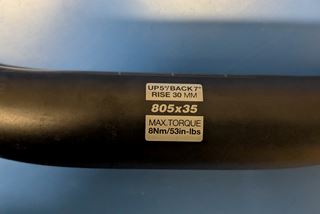 UP5°/BACK7°
RISE 30 MM
805x35
MAX.TORQUE
8Nm/53in-lbs